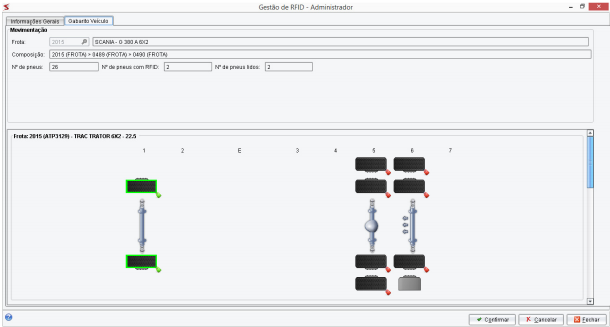 Gestão de RFID - Administrador
Informações Gerais Gabarito Veículo
Movimentação
Frota: 2015 SCANIA - G 380 A 6X2
Composição: 2015 (FROTA) > 0489 (FROTA) > 0490 (FROTA)
Nº de pneus: 26 Nº de pneus com RFID: 2 Nº de pneus lidos: 2
Frota: 2015 (ATP3129) - TRAC TRATOR 6X2 - 22.5
1 2 E 3 4 5 6 7
Confirmar Cancelar Fechar